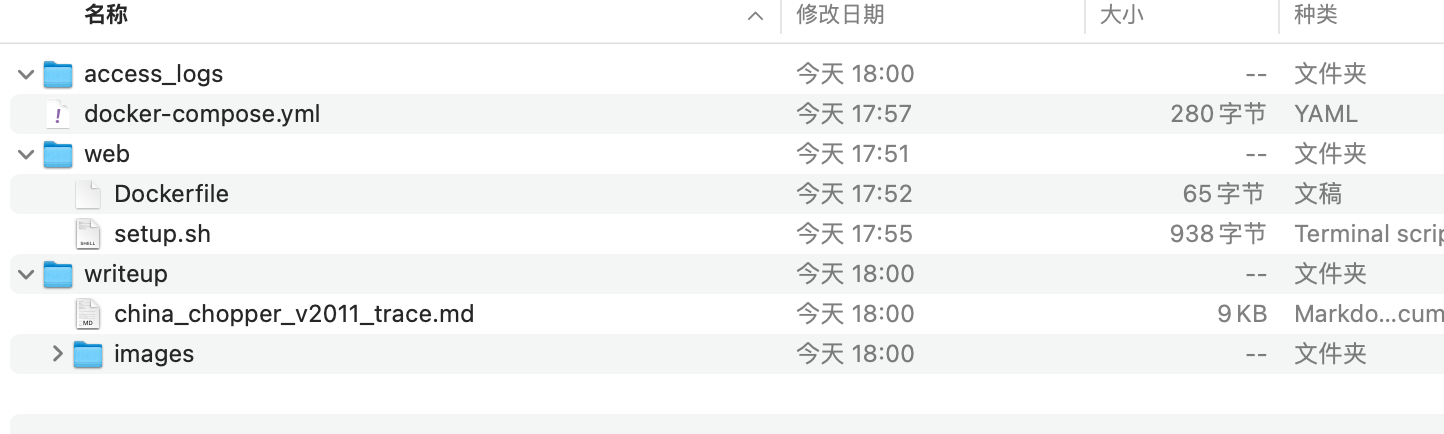 名称 修改日期 大小 种类
access_logs 今天 18:00 -- 文件夹
docker-compose.yml 今天 17:57 280 字节 YAML
web 今天 17:51 -- 文件夹
Dockerfile 今天 17:52 65 字节 文稿
setup.sh 今天 17:55 938 字节 Terminal scrip
writeup 今天 18:00 -- 文件夹
china_chopper_v2011_trace.md 今天 18:00 9 KB Markdo...cum
images 今天 18:00 -- 文件夹